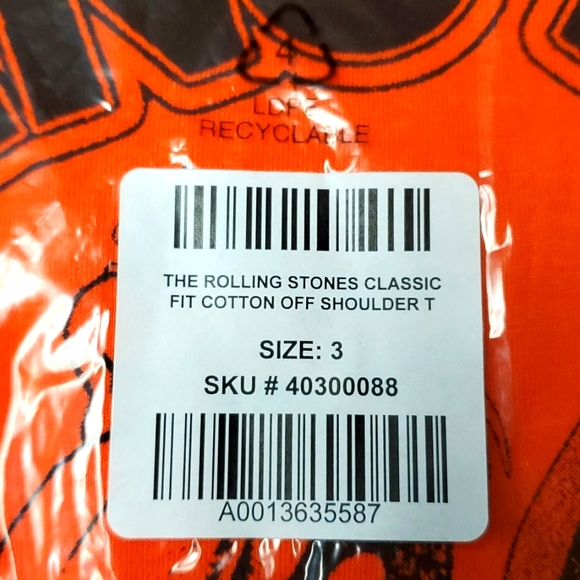 4
LDPE
RECYCLABLE
THE ROLLING STONES CLASSIC
FIT COTTON OFF SHOULDER T
SIZE: 3
SKU # 40300088
A0013635587